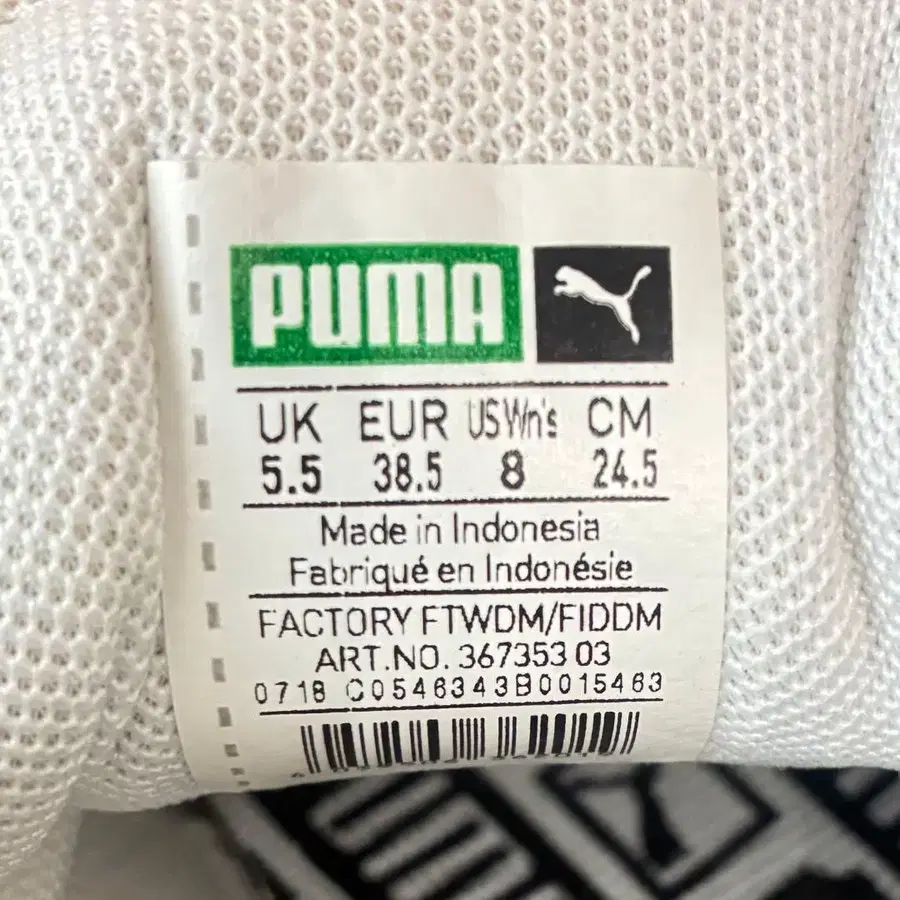 PUMA
UK EUR US Wn's CM
5.5 38.5 8 24.5
Made in Indonesia
Fabriqué en Indonésie
FACTORY FTWDM/FIDDM
ART.NO. 367353 03
0718 C0546343B0015463